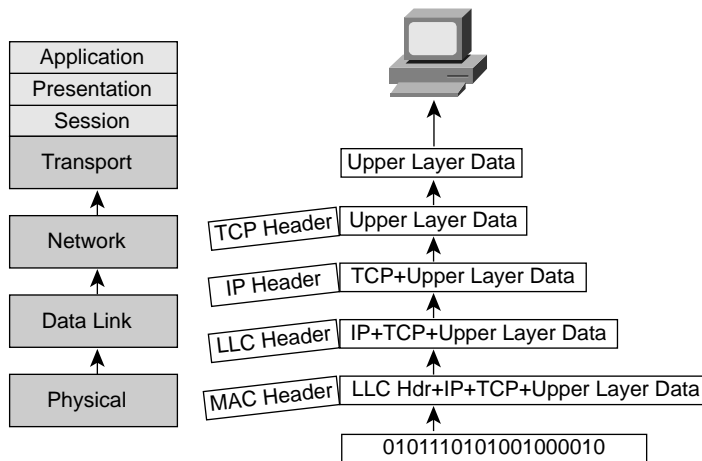 Application
Presentation
Session
Transport
Network
Data Link
Physical
Upper Layer Data
TCP Header Upper Layer Data
IP Header TCP+Upper Layer Data
LLC Header IP+TCP+Upper Layer Data
MAC Header LLC Hdr+IP+TCP+Upper Layer Data
0101110101001000010